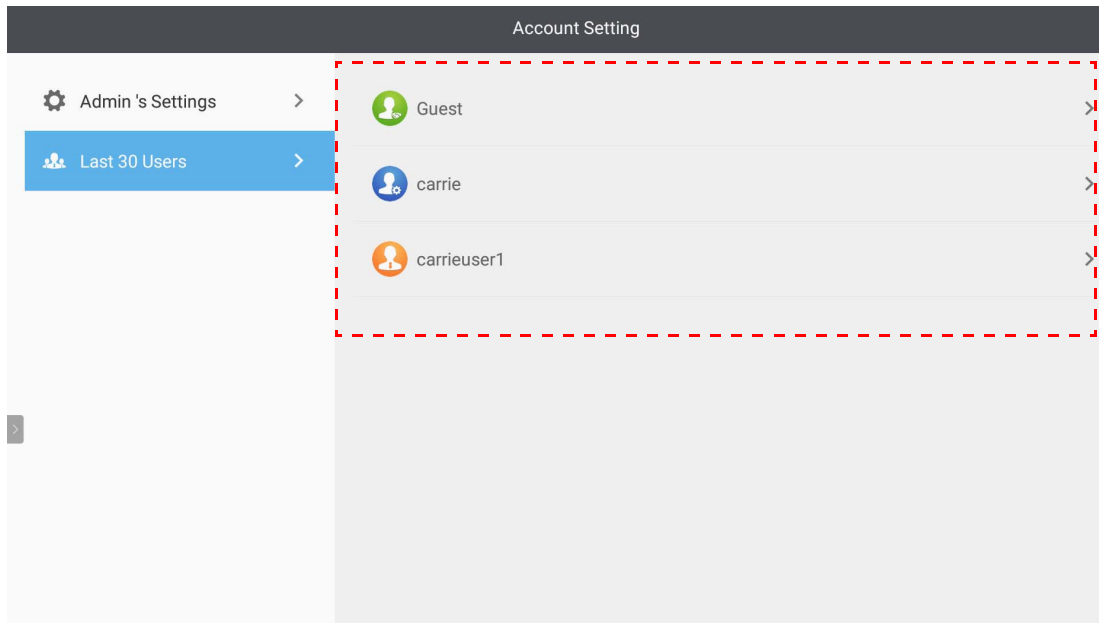 Account Setting
Admin 's Settings
Last 30 Users
Guest
carrie
carrieuser1